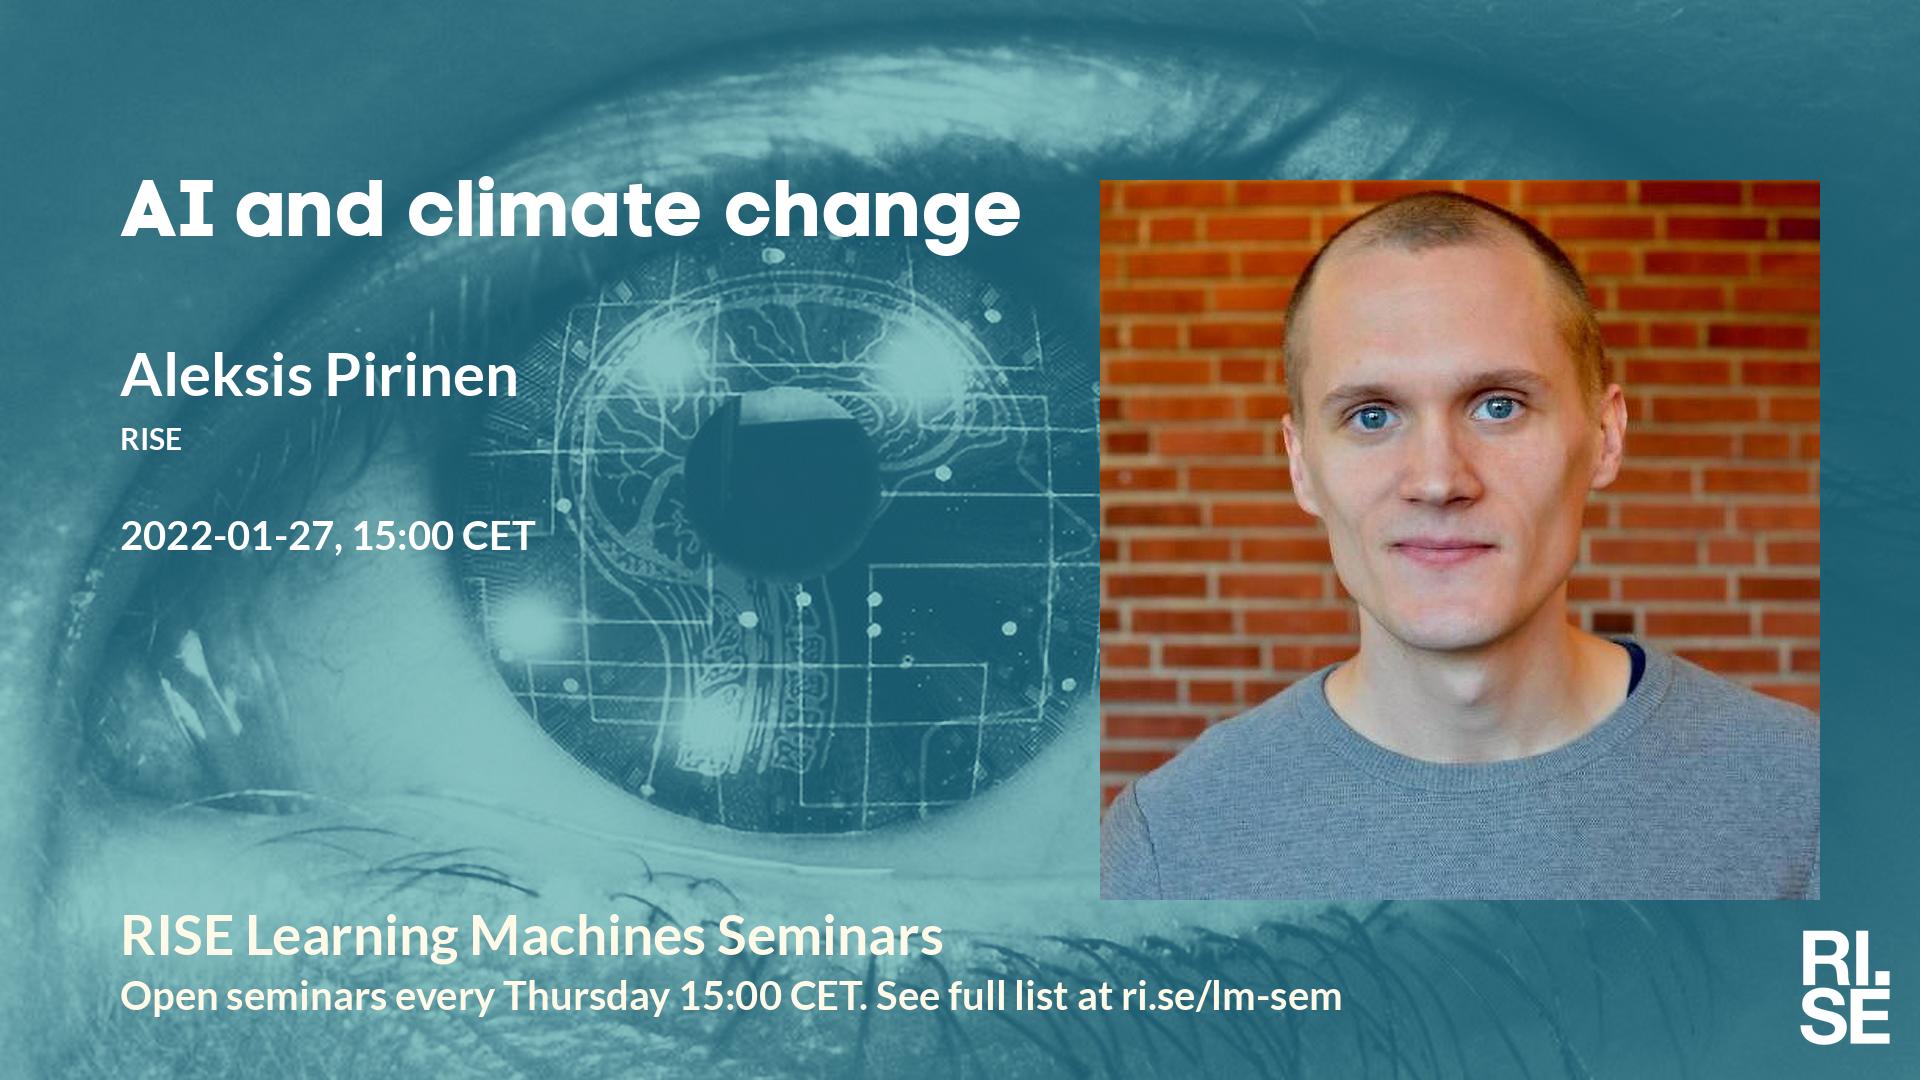 AI and climate change
Aleksis Pirinen
RISE
2022-01-27, 15:00 CET
RISE Learning Machines Seminars
Open seminars every Thursday 15:00 CET. See full list at ri.se/lm-sem
RI.
SE